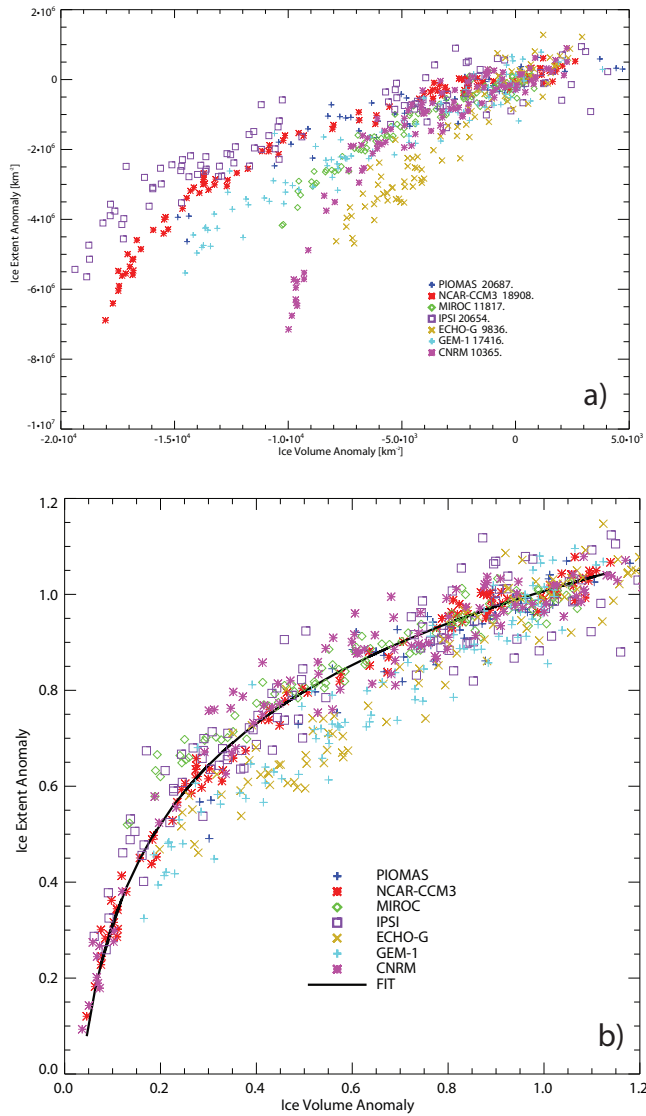 2•10⁶
0
-2•10⁶
-4•10⁶
-6•10⁶
-8•10⁶
-1•10⁷
Ice Extent Anomaly [km⁻²]
PIOMAS 20687.
NCAR-CCM3 18908.
MIROC 11817.
IPSI 20654.
ECHO-G 9836.
GEM-1 17416.
CNRM 10365.
a)
-2.0•10⁴ -1.5•10⁴ -1.0•10⁴ -5.0•10³ 0 5.0•10³
Ice Volume Anomaly [km⁻²]
1.2
1.0
0.8
0.6
0.4
0.2
0.0
Ice Extent Anomaly
PIOMAS
NCAR-CCM3
MIROC
IPSI
ECHO-G
GEM-1
CNRM
FIT
b)
0.0 0.2 0.4 0.6 0.8 1.0 1.2
Ice Volume Anomaly